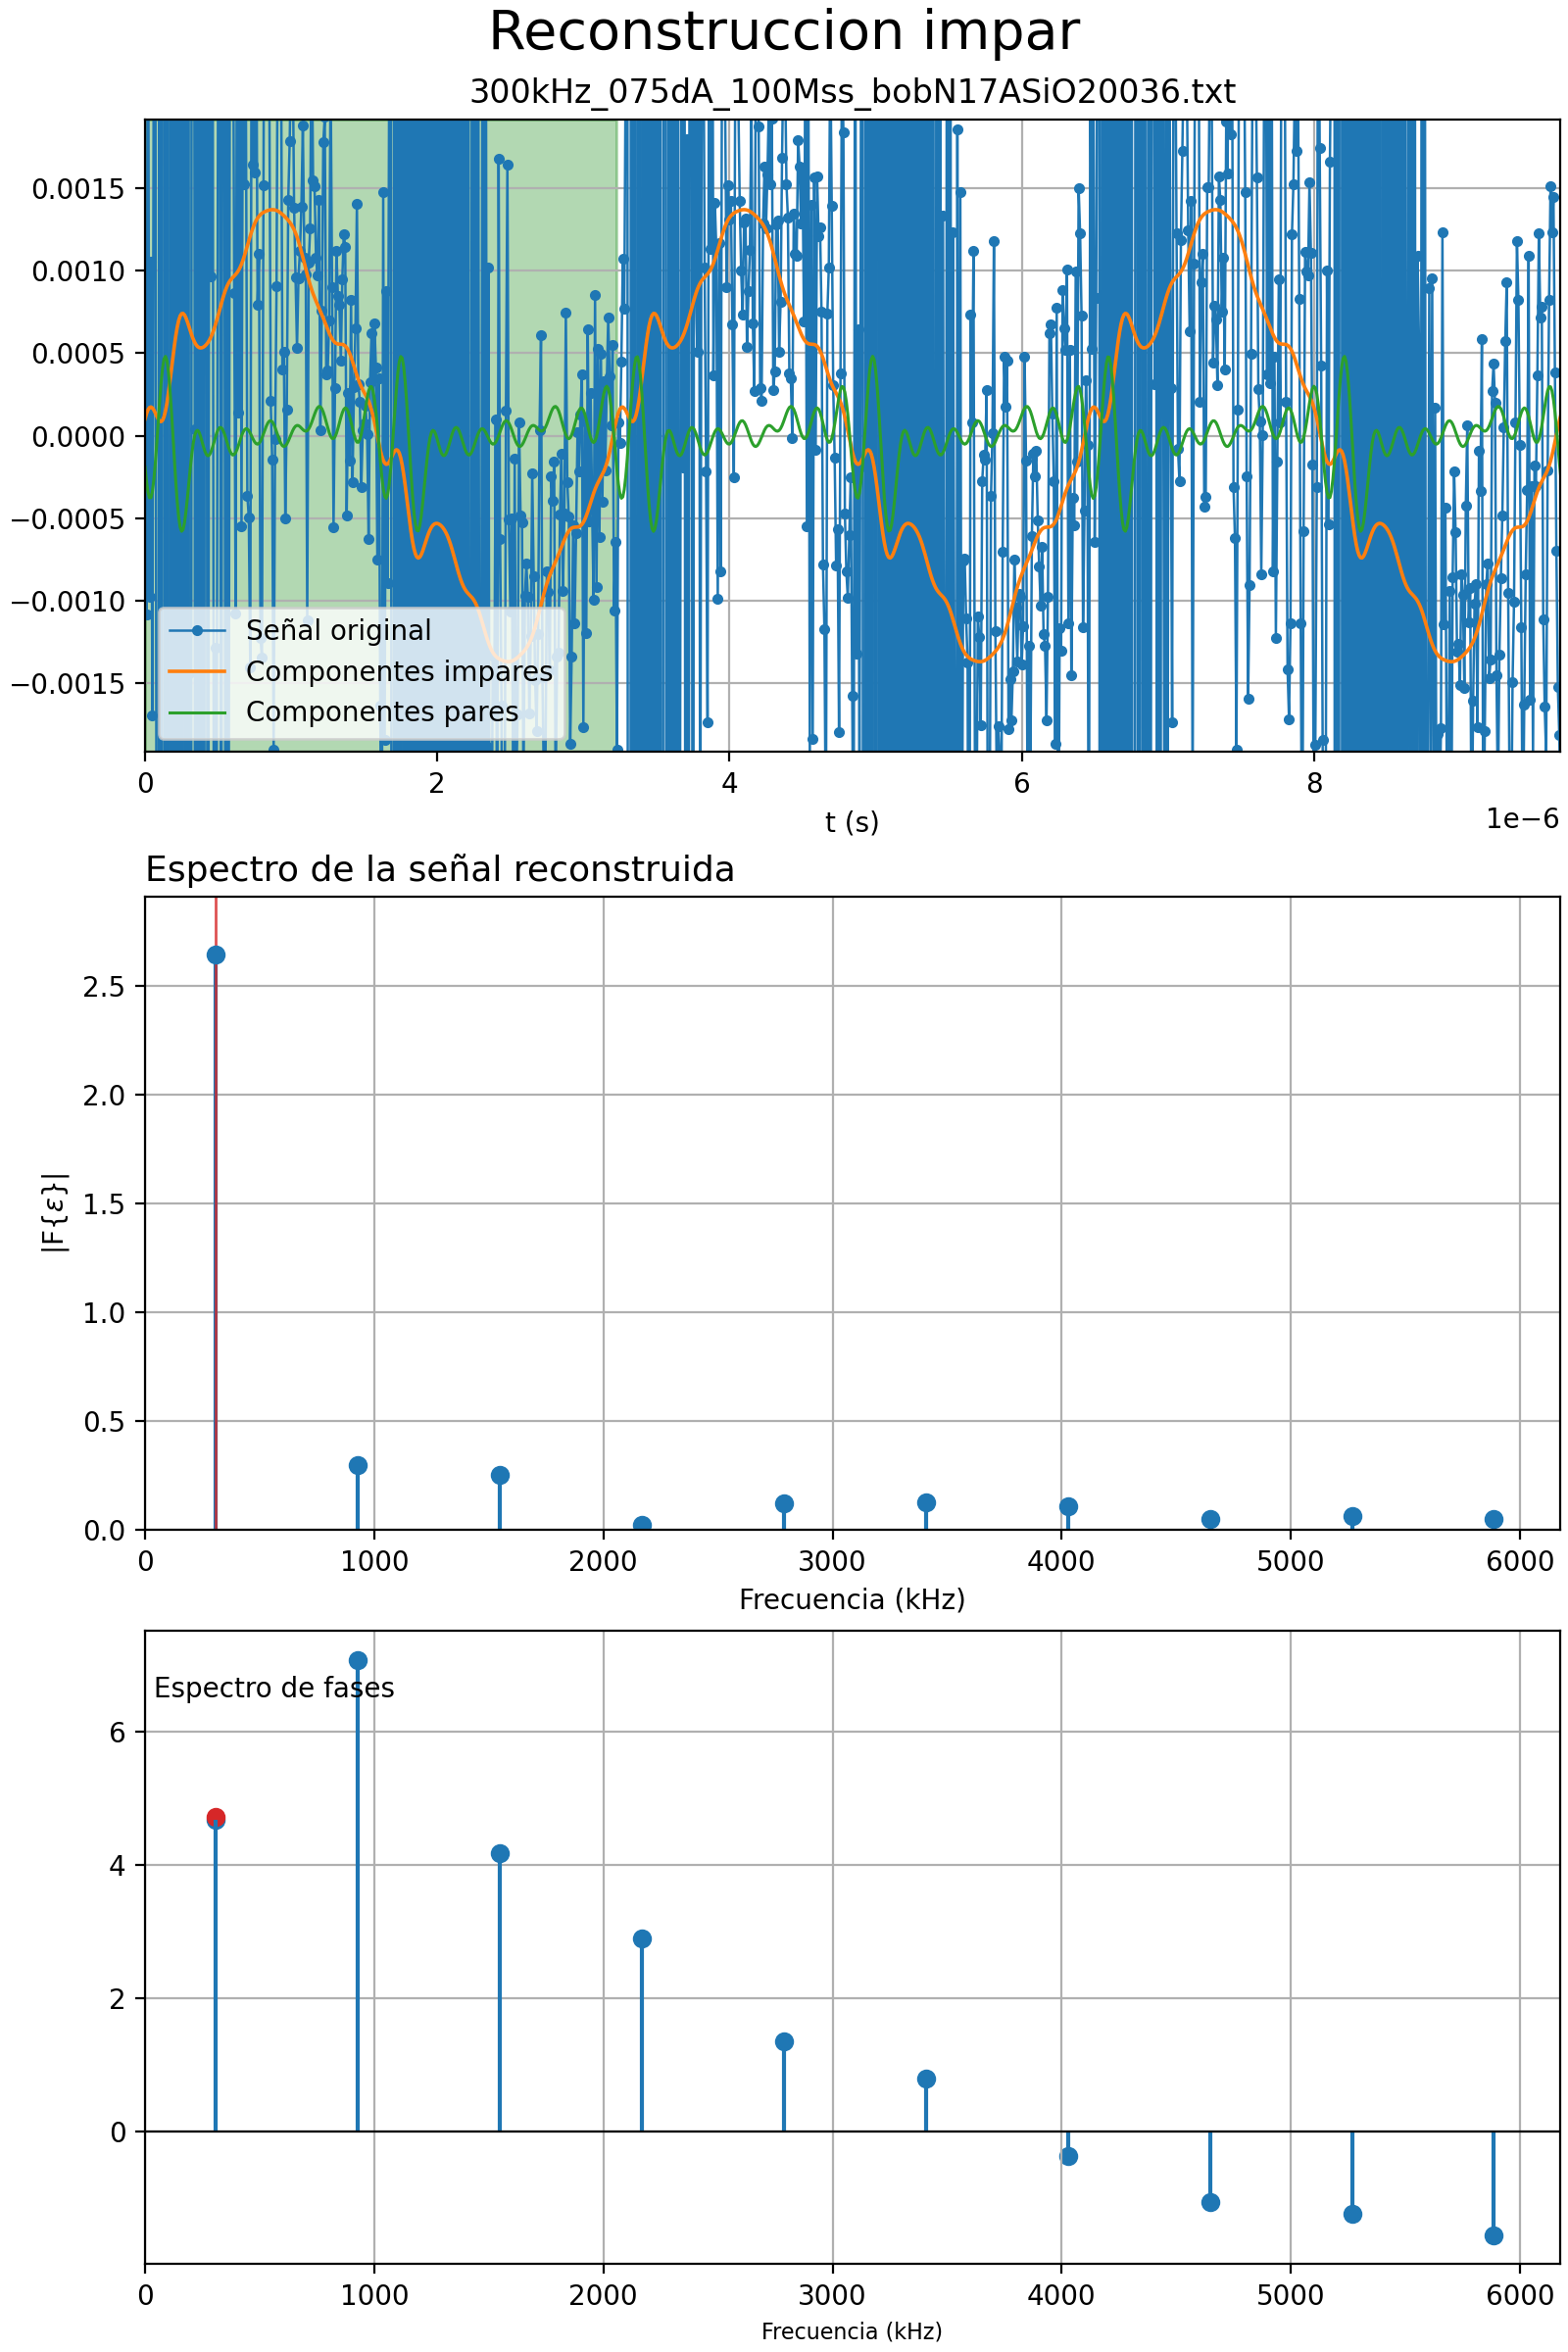 Reconstruccion impar
300kHz_075dA_100Mss_bobN17ASiO20036.txt
0.0015
0.0010
0.0005
0.0000
−0.0005
−0.0010
−0.0015
Señal original
Componentes impares
Componentes pares
0 2 4 6 8
1e−6
t (s)
Espectro de la señal reconstruida
2.5
2.0
1.5
1.0
0.5
0.0
|F{ε}|
0 1000 2000 3000 4000 5000 6000
Frecuencia (kHz)
Espectro de fases
6
4
2
0
0 1000 2000 3000 4000 5000 6000
Frecuencia (kHz)